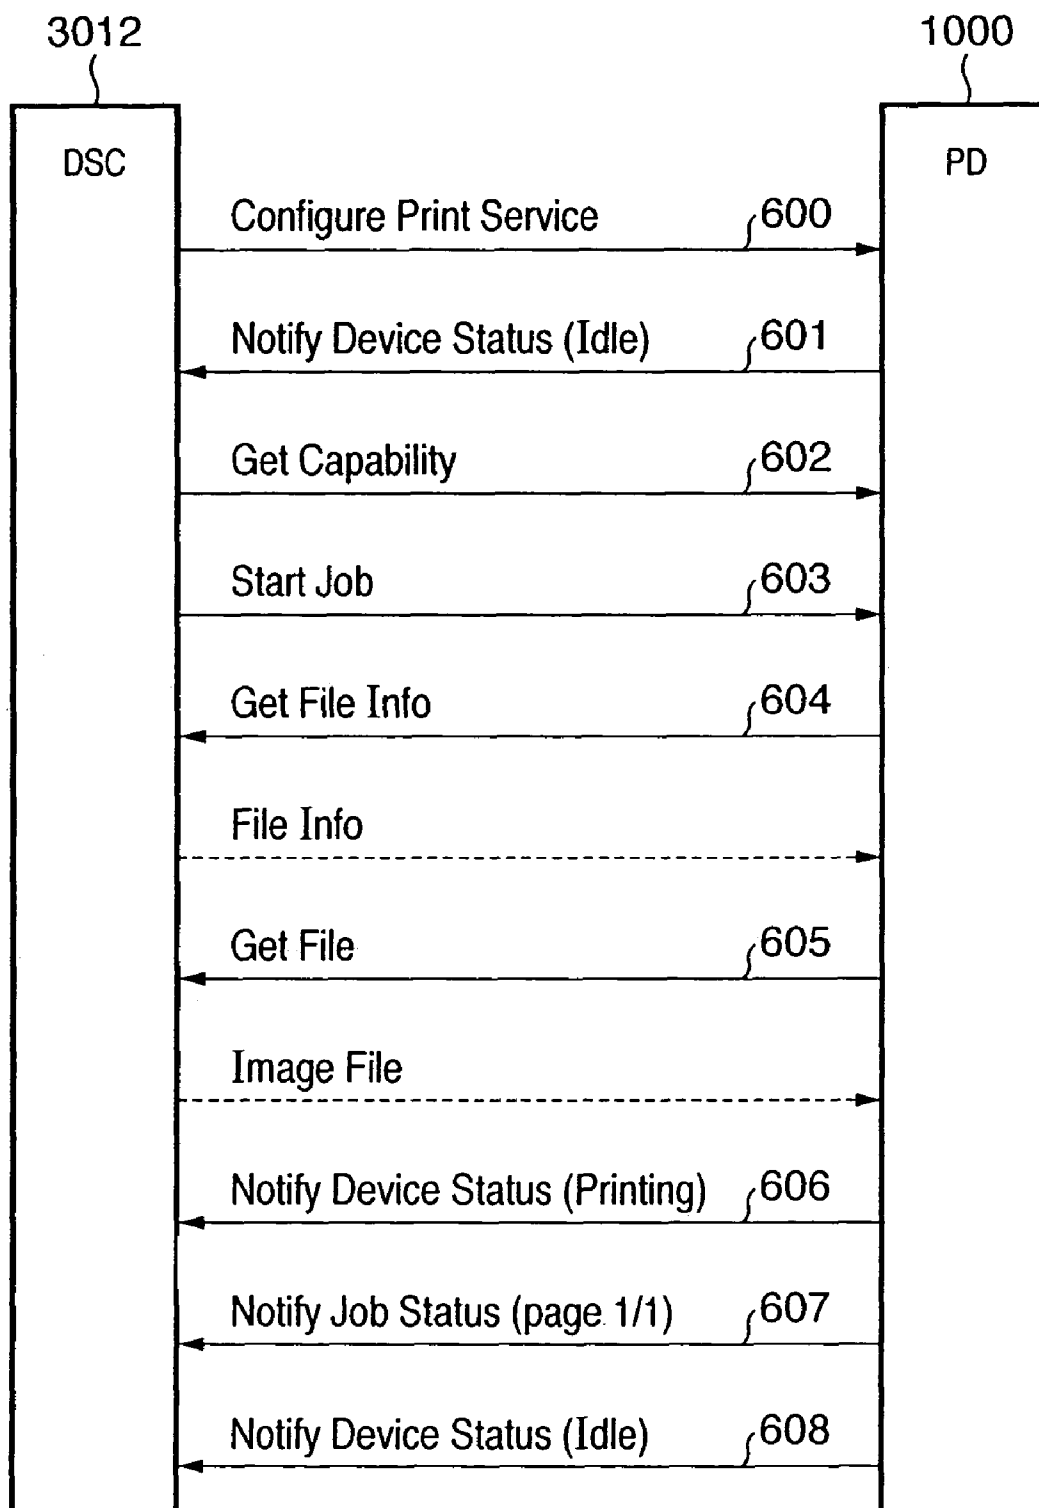 3012
1000
DSC
PD
Configure Print Service
600
Notify Device Status (Idle)
601
Get Capability
602
Start Job
603
Get File Info
604
File Info
Get File
605
Image File
Notify Device Status (Printing)
606
Notify Job Status (page 1/1)
607
Notify Device Status (Idle)
608